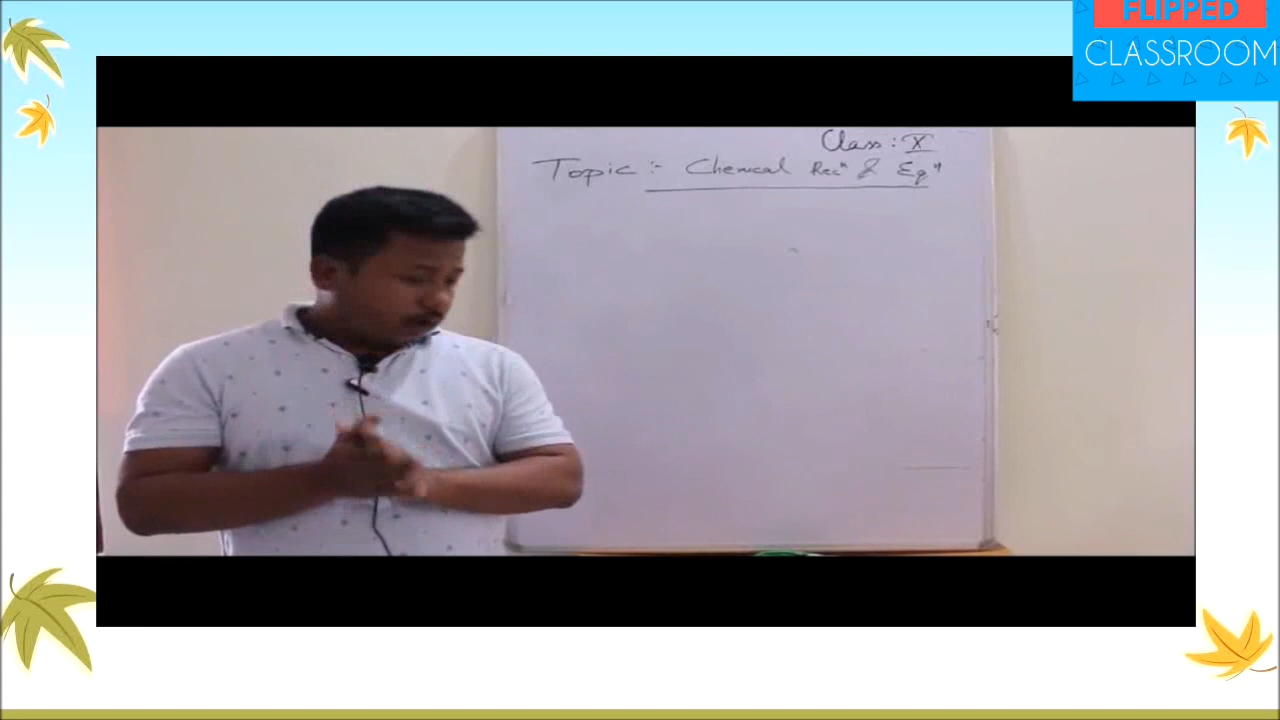 FLIPPED
CLASSROOM
Class : X
Topic :- Chemical Recⁿ & Eqⁿ